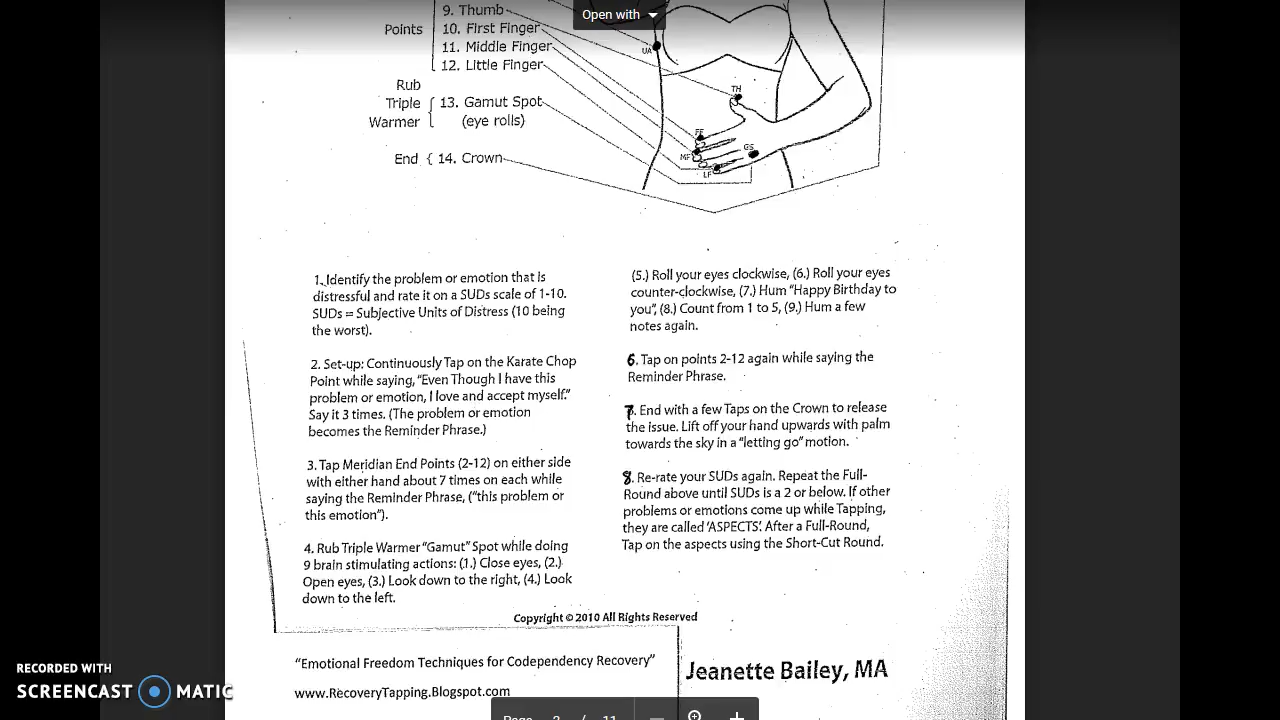 Open with
9. Thumb
Points
10. First Finger
11. Middle Finger
12. Little Finger
UA
Rub
Triple
Warmer
13. Gamut Spot
(eye rolls)
TH
FF
MF
GS
LF
End { 14. Crown
1. Identify the problem or emotion that is
distressful and rate it on a SUDs scale of 1-10.
SUDs = Subjective Units of Distress (10 being
the worst).
2. Set-up: Continuously Tap on the Karate Chop
Point while saying, "Even Though I have this
problem or emotion, I love and accept myself."
Say it 3 times. (The problem or emotion
becomes the Reminder Phrase.)
3. Tap Meridian End Points (2-12) on either side
with either hand about 7 times on each while
saying the Reminder Phrase, ("this problem or
this emotion").
4. Rub Triple Warmer "Gamut" Spot while doing
9 brain stimulating actions: (1.) Close eyes, (2.)
Open eyes, (3.) Look down to the right, (4.) Look
down to the left.
(5.) Roll your eyes clockwise, (6.) Roll your eyes
counter-clockwise, (7.) Hum "Happy Birthday to
you", (8.) Count from 1 to 5, (9.) Hum a few
notes again.
6. Tap on points 2-12 again while saying the
Reminder Phrase.
7. End with a few Taps on the Crown to release
the issue. Lift off your hand upwards with palm
towards the sky in a "letting go" motion.
8. Re-rate your SUDs again. Repeat the Full-
Round above until SUDs is a 2 or below. If other
problems or emotions come up while Tapping,
they are called 'ASPECTS'. After a Full-Round,
Tap on the aspects using the Short-Cut Round.
Copyright © 2010 All Rights Reserved
"Emotional Freedom Techniques for Codependency Recovery"
www.RecoveryTapping.Blogspot.com
Jeanette Bailey, MA
RECORDED WITH
SCREENCAST MATIC
Page / 11